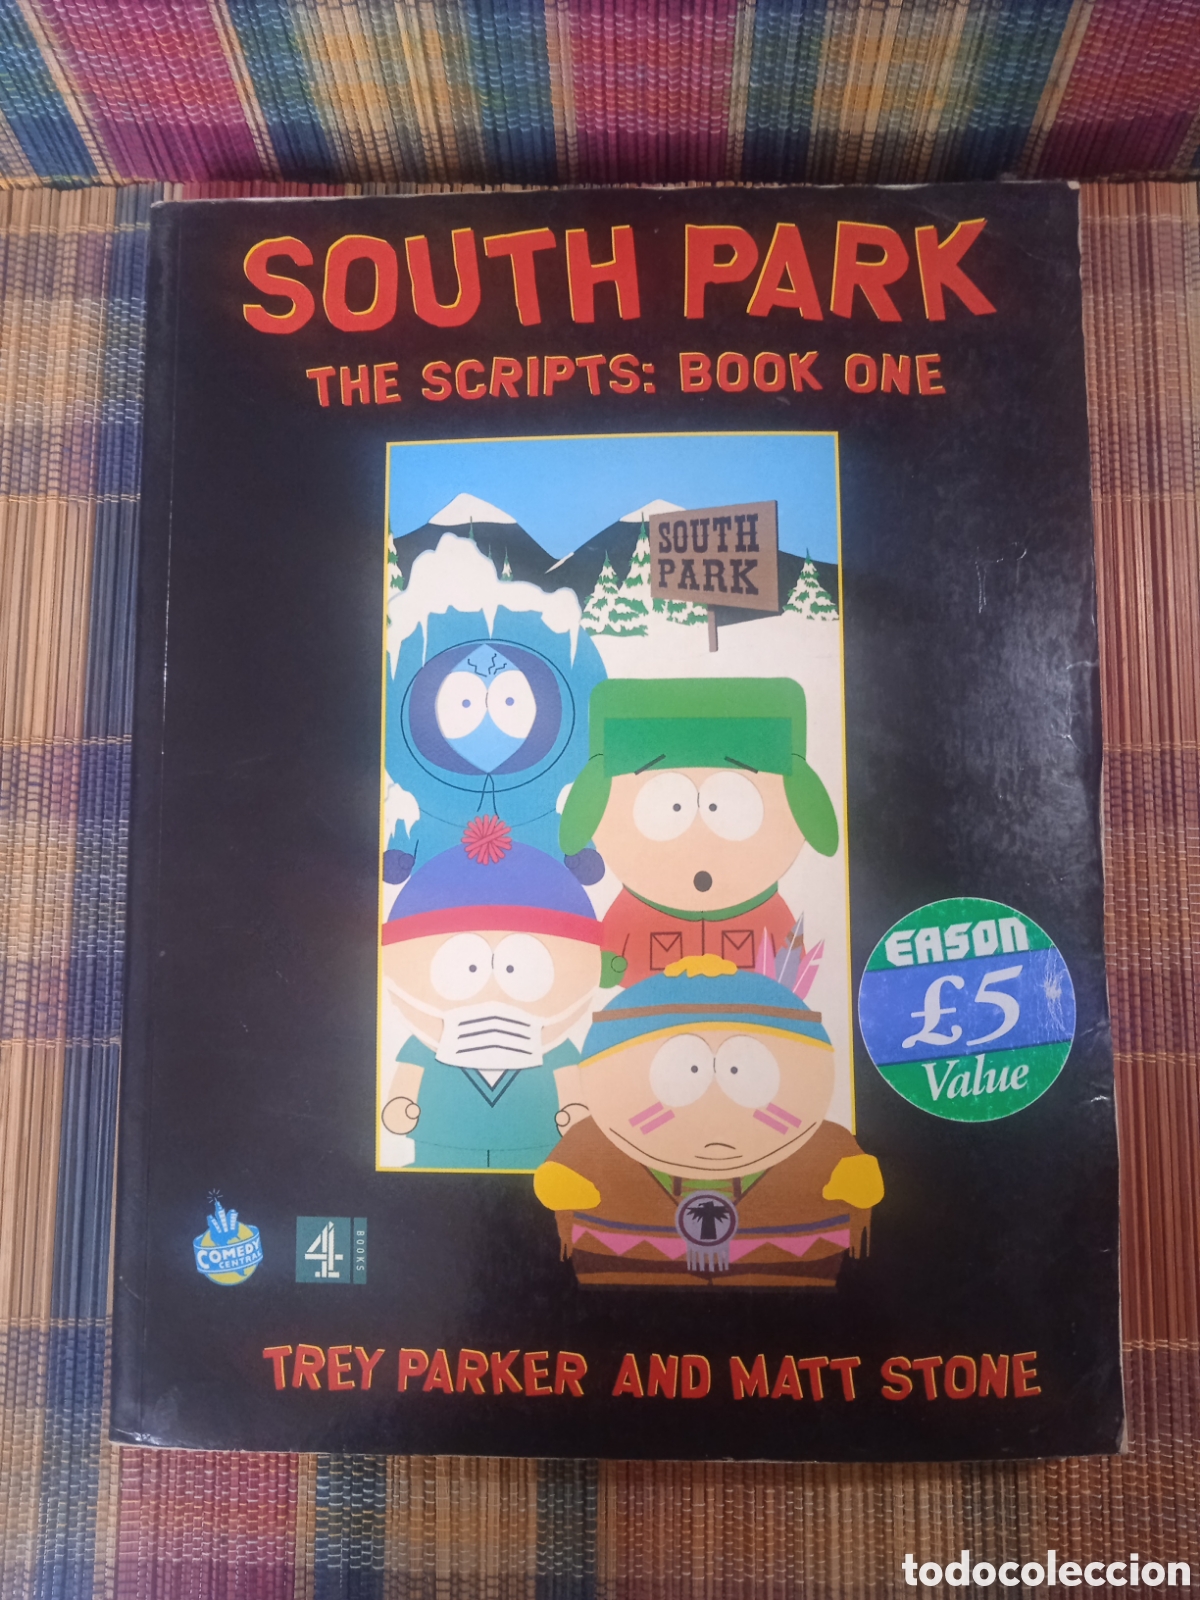 SOUTH PARK
THE SCRIPTS: BOOK ONE
SOUTH
PARK
EASON
£5
Value
COMEDY
CENTRAL
4
BOOKS
TREY PARKER AND MATT STONE
todocoleccion